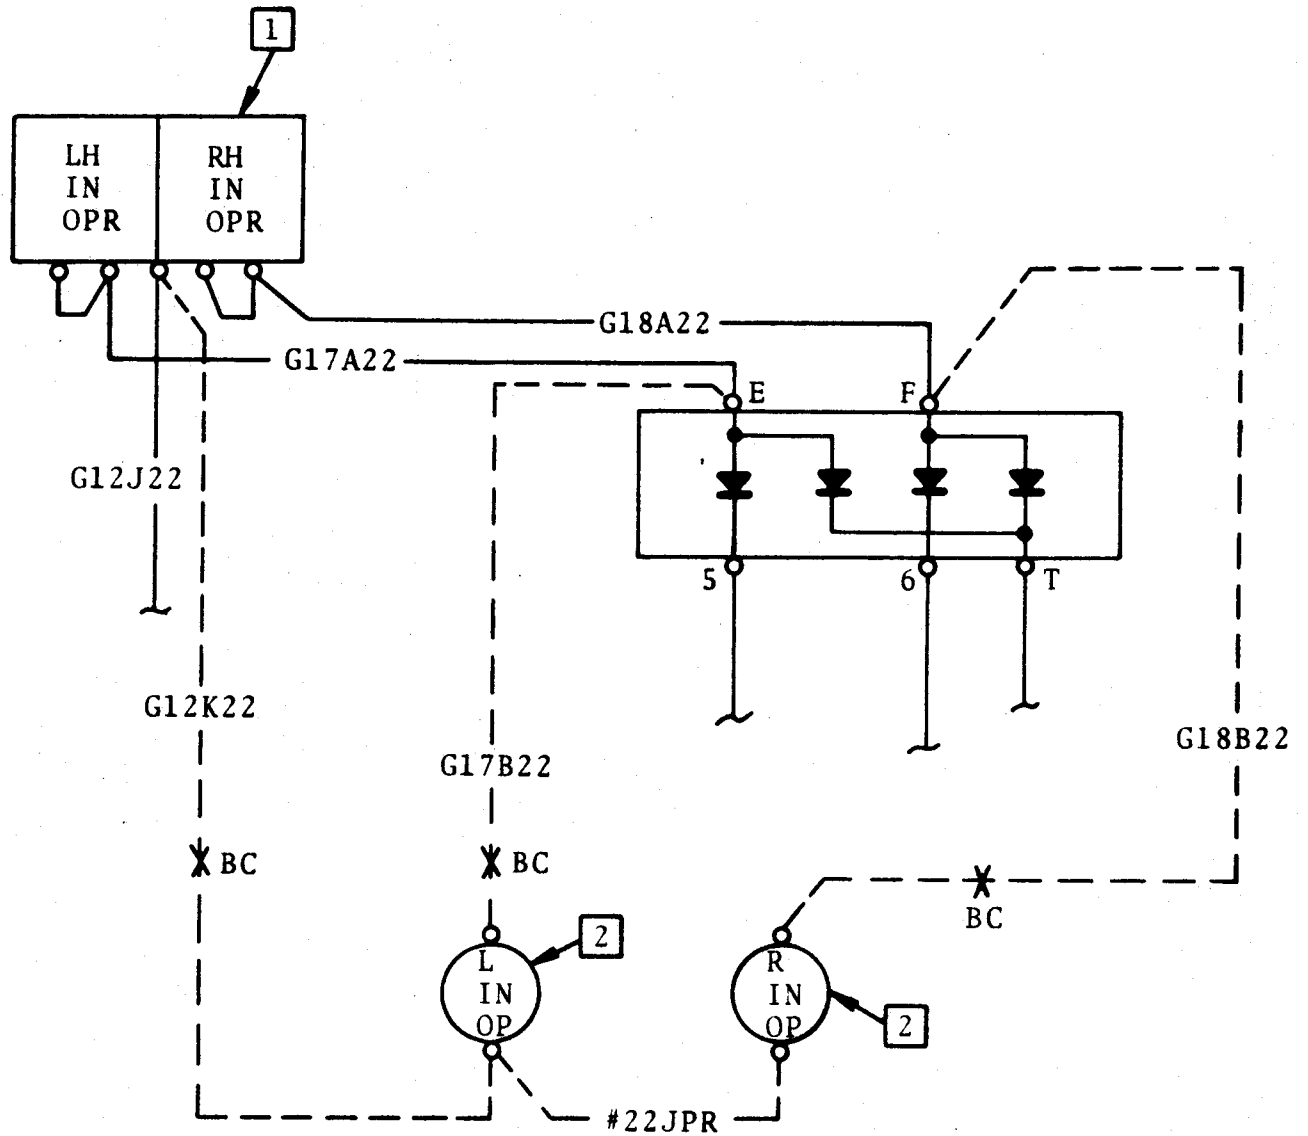 1
LH
IN
OPR
RH
IN
OPR
G18A22
G17A22
E
F
G12J22
5
6
T
G12K22
G18B22
G17B22
BC
BC
BC
2
L
IN
OP
R
IN
OP
2
#22JPR